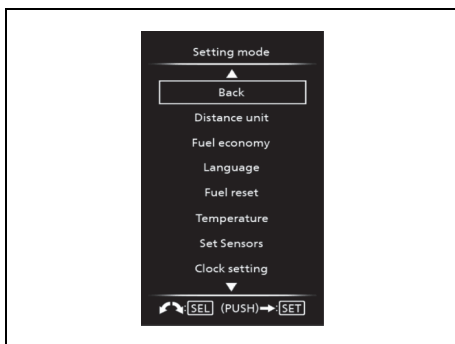 Setting mode
Back
Distance unit
Fuel economy
Language
Fuel reset
Temperature
Set Sensors
Clock setting
:SEL (PUSH)➞:SET